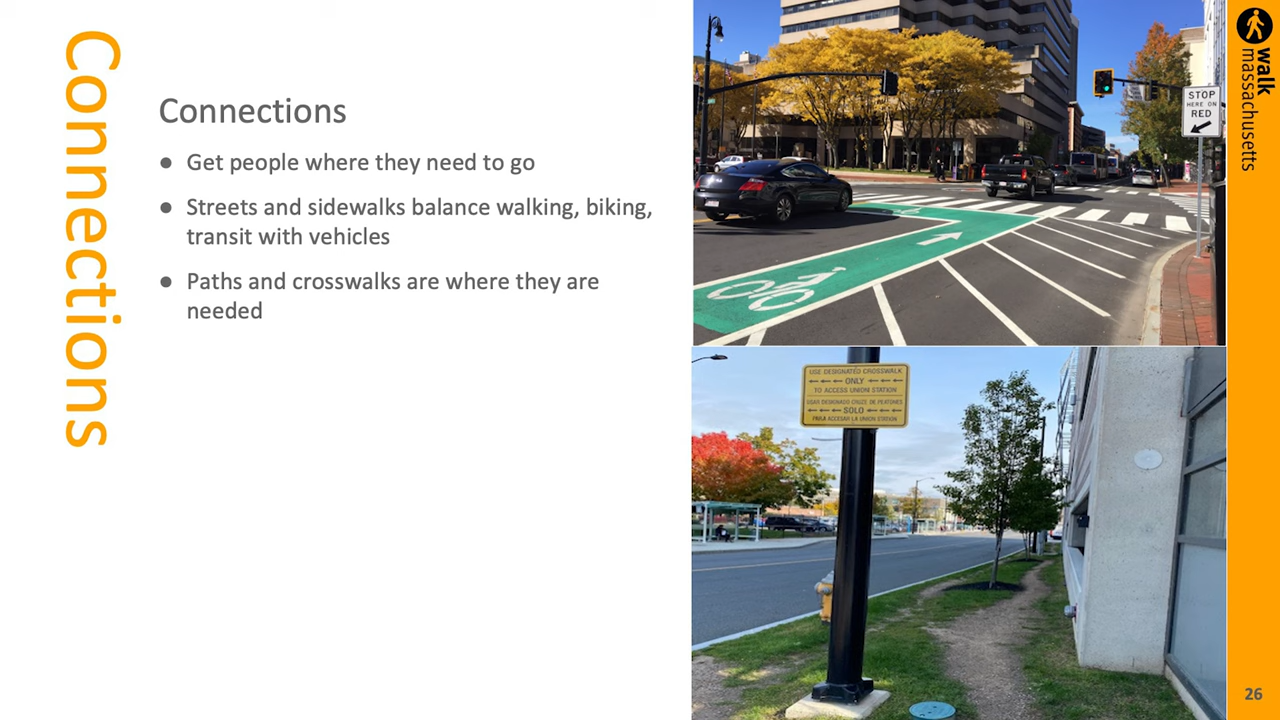 Connections
Connections
● Get people where they need to go
● Streets and sidewalks balance walking, biking,
transit with vehicles
● Paths and crosswalks are where they are
needed
STOP
HERE ON
RED
USE DESIGNATED CROSSWALK
ONLY
TO ACCESS UNION STATION
USAR DESIGNADO CRUZE DE PEATONES
SOLO
PARA ACCESAR LA UNION STATION
walk
massachusetts
26